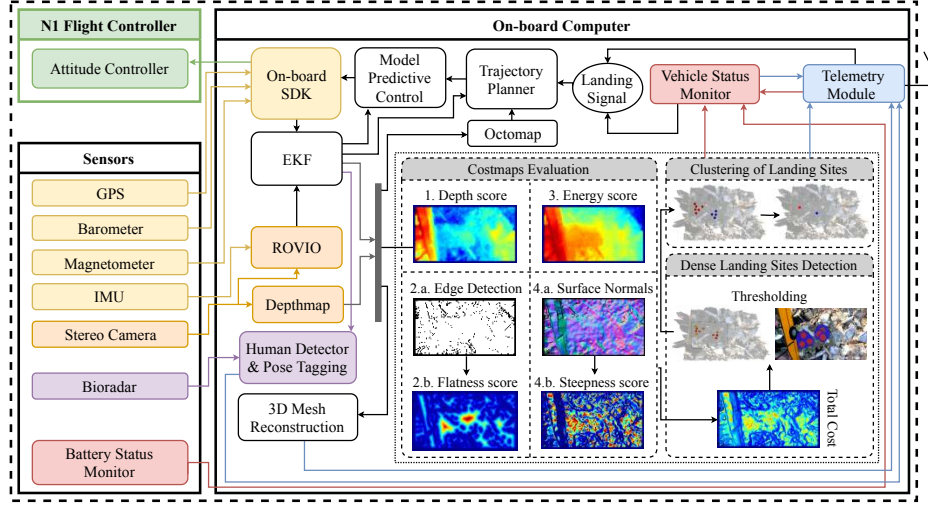 N1 Flight Controller
Attitude Controller
Sensors
GPS
Barometer
Magnetometer
IMU
Stereo Camera
Bioradar
Battery Status
Monitor
On-board Computer
On-board
SDK
Model
Predictive
Control
Trajectory
Planner
Landing
Signal
Vehicle Status
Monitor
Telemetry
Module
Octomap
EKF
ROVIO
Depthmap
Human Detector
& Pose Tagging
3D Mesh
Reconstruction
Costmaps Evaluation
1. Depth score
3. Energy score
2.a. Edge Detection
4.a. Surface Normals
2.b. Flatness score
4.b. Steepness score
Clustering of Landing Sites
Dense Landing Sites Detection
Thresholding
Total Cost